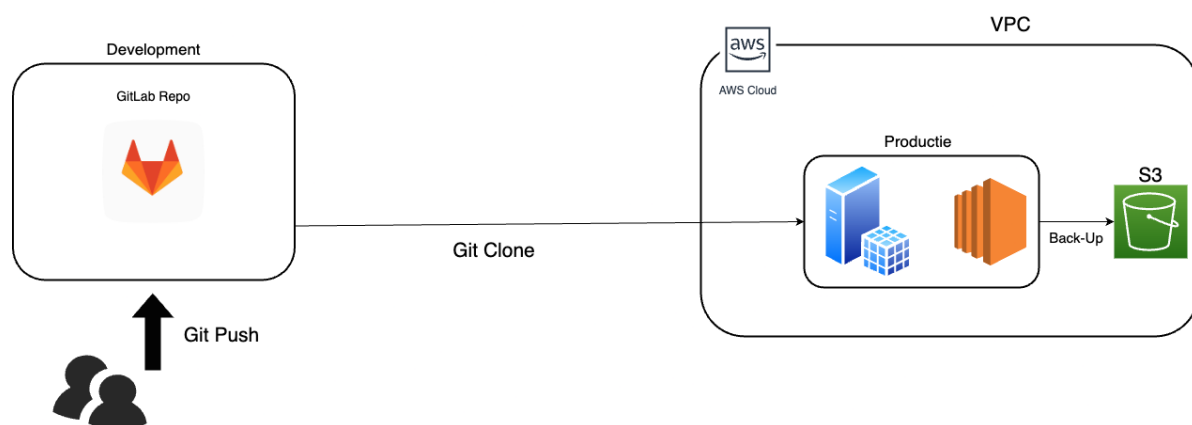 Development
GitLab Repo
Git Push
Git Clone
VPC
aws
AWS Cloud
Productie
S3
Back-Up